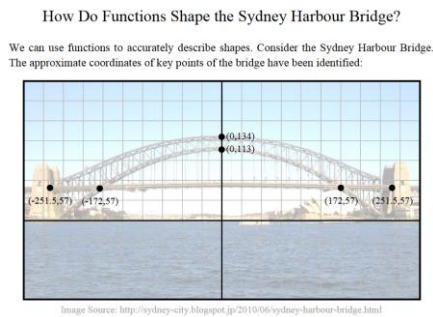 How Do Functions Shape the Sydney Harbour Bridge?
We can use functions to accurately describe shapes. Consider the Sydney Harbour Bridge.
The approximate coordinates of key points of the bridge have been identified:
(0,134)
(0,113)
(-251.5,57) (-172,57) (172,57) (251.5,57)
Image Source: http://sydney-city.blogspot.jp/2010/06/sydney-harbour-bridge.html